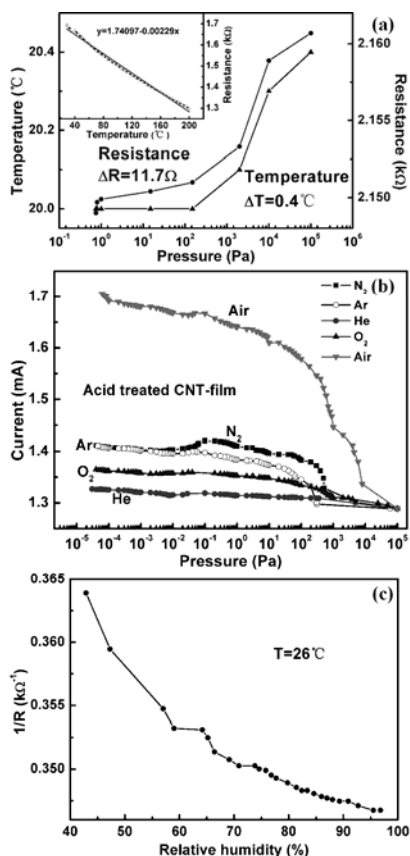 (a)
y=1.74097-0.00229x
1.7
1.6
1.5
1.4
1.3
Resistance (kΩ)
40 80 120 160 200
Temperature (℃)
20.4
20.2
20.0
Temperature (℃)
2.160
2.155
2.150
Resistance (kΩ)
Resistance
ΔR=11.7Ω
Temperature
ΔT=0.4℃
10⁻¹ 10⁰ 10¹ 10² 10³ 10⁴ 10⁵ 10⁶
Pressure (Pa)
(b)
1.7
1.6
1.5
1.4
1.3
Current (mA)
Air
N₂
Ar
He
O₂
Air
Acid treated CNT-film
Ar
N₂
O₂
He
10⁻⁵ 10⁻⁴ 10⁻³ 10⁻² 10⁻¹ 10⁰ 10¹ 10² 10³ 10⁴ 10⁵
Pressure (Pa)
(c)
0.365
0.360
0.355
0.350
1/R (kΩ⁻¹)
T=26℃
40 50 60 70 80 90 100
Relative humidity (%)